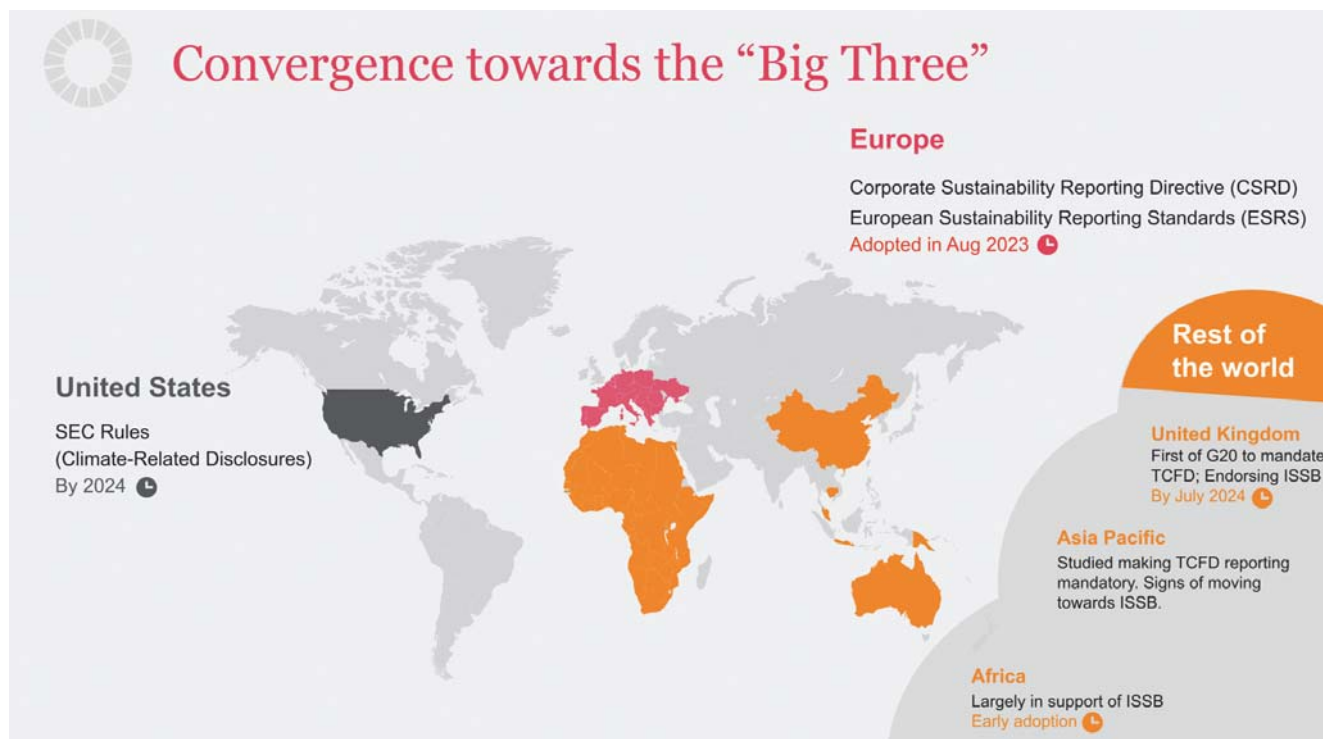 Convergence towards the “Big Three”
Europe
Corporate Sustainability Reporting Directive (CSRD)
European Sustainability Reporting Standards (ESRS)
Adopted in Aug 2023
United States
SEC Rules
(Climate-Related Disclosures)
By 2024
Rest of
the world
United Kingdom
First of G20 to mandate
TCFD; Endorsing ISSB
By July 2024
Asia Pacific
Studied making TCFD reporting
mandatory. Signs of moving
towards ISSB.
Africa
Largely in support of ISSB
Early adoption